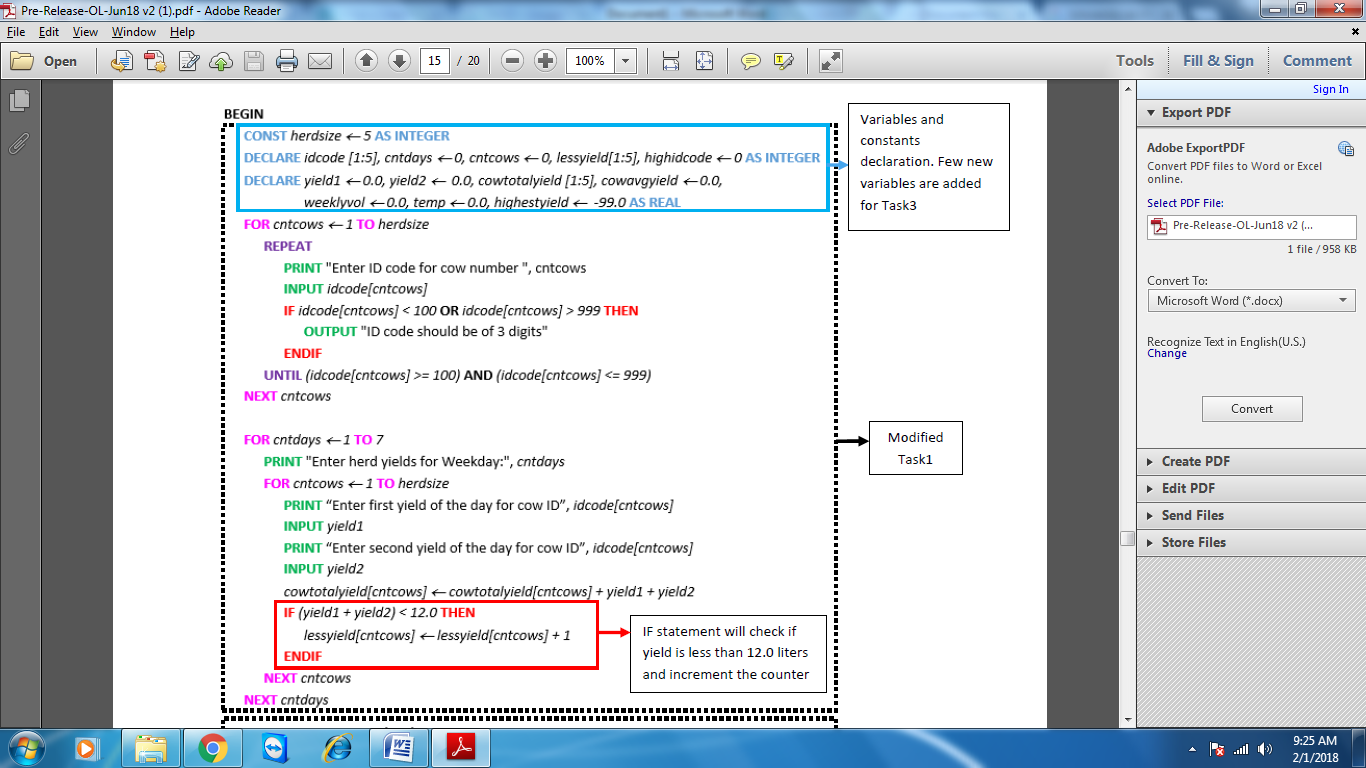 Pre-Release-OL-Jun18 v2 (1).pdf - Adobe Reader
File Edit View Window Help
Open 15 / 20 100% Tools Fill & Sign Comment
Sign In
BEGIN
CONST herdsize ← 5 AS INTEGER
DECLARE idcode [1:5], cntdays ← 0, cntcows ← 0, lessyield[1:5], highidcode ← 0 AS INTEGER
DECLARE yield1 ← 0.0, yield2 ← 0.0, cowtotalyield [1:5], cowavgyield ← 0.0,
weeklyvol ← 0.0, temp ← 0.0, highestyield ← -99.0 AS REAL
FOR cntcows ← 1 TO herdsize
REPEAT
PRINT "Enter ID code for cow number ", cntcows
INPUT idcode[cntcows]
IF idcode[cntcows] < 100 OR idcode[cntcows] > 999 THEN
OUTPUT "ID code should be of 3 digits"
ENDIF
UNTIL (idcode[cntcows] >= 100) AND (idcode[cntcows] <= 999)
NEXT cntcows
FOR cntdays ← 1 TO 7
PRINT "Enter herd yields for Weekday:", cntdays
FOR cntcows ← 1 TO herdsize
PRINT “Enter first yield of the day for cow ID”, idcode[cntcows]
INPUT yield1
PRINT “Enter second yield of the day for cow ID”, idcode[cntcows]
INPUT yield2
cowtotalyield[cntcows] ← cowtotalyield[cntcows] + yield1 + yield2
IF (yield1 + yield2) < 12.0 THEN
lessyield[cntcows] ← lessyield[cntcows] + 1
ENDIF
NEXT cntcows
NEXT cntdays
Variables and
constants
declaration. Few new
variables are added
for Task3
Modified
Task1
IF statement will check if
yield is less than 12.0 liters
and increment the counter
Export PDF
Adobe ExportPDF
Convert PDF files to Word or Excel
online.
Select PDF File:
Pre-Release-OL-Jun18 v2 (...
1 file / 958 KB
Convert To:
Microsoft Word (*.docx)
Recognize Text in English(U.S.)
Change
Convert
Create PDF
Edit PDF
Send Files
Store Files
9:25 AM
2/1/2018